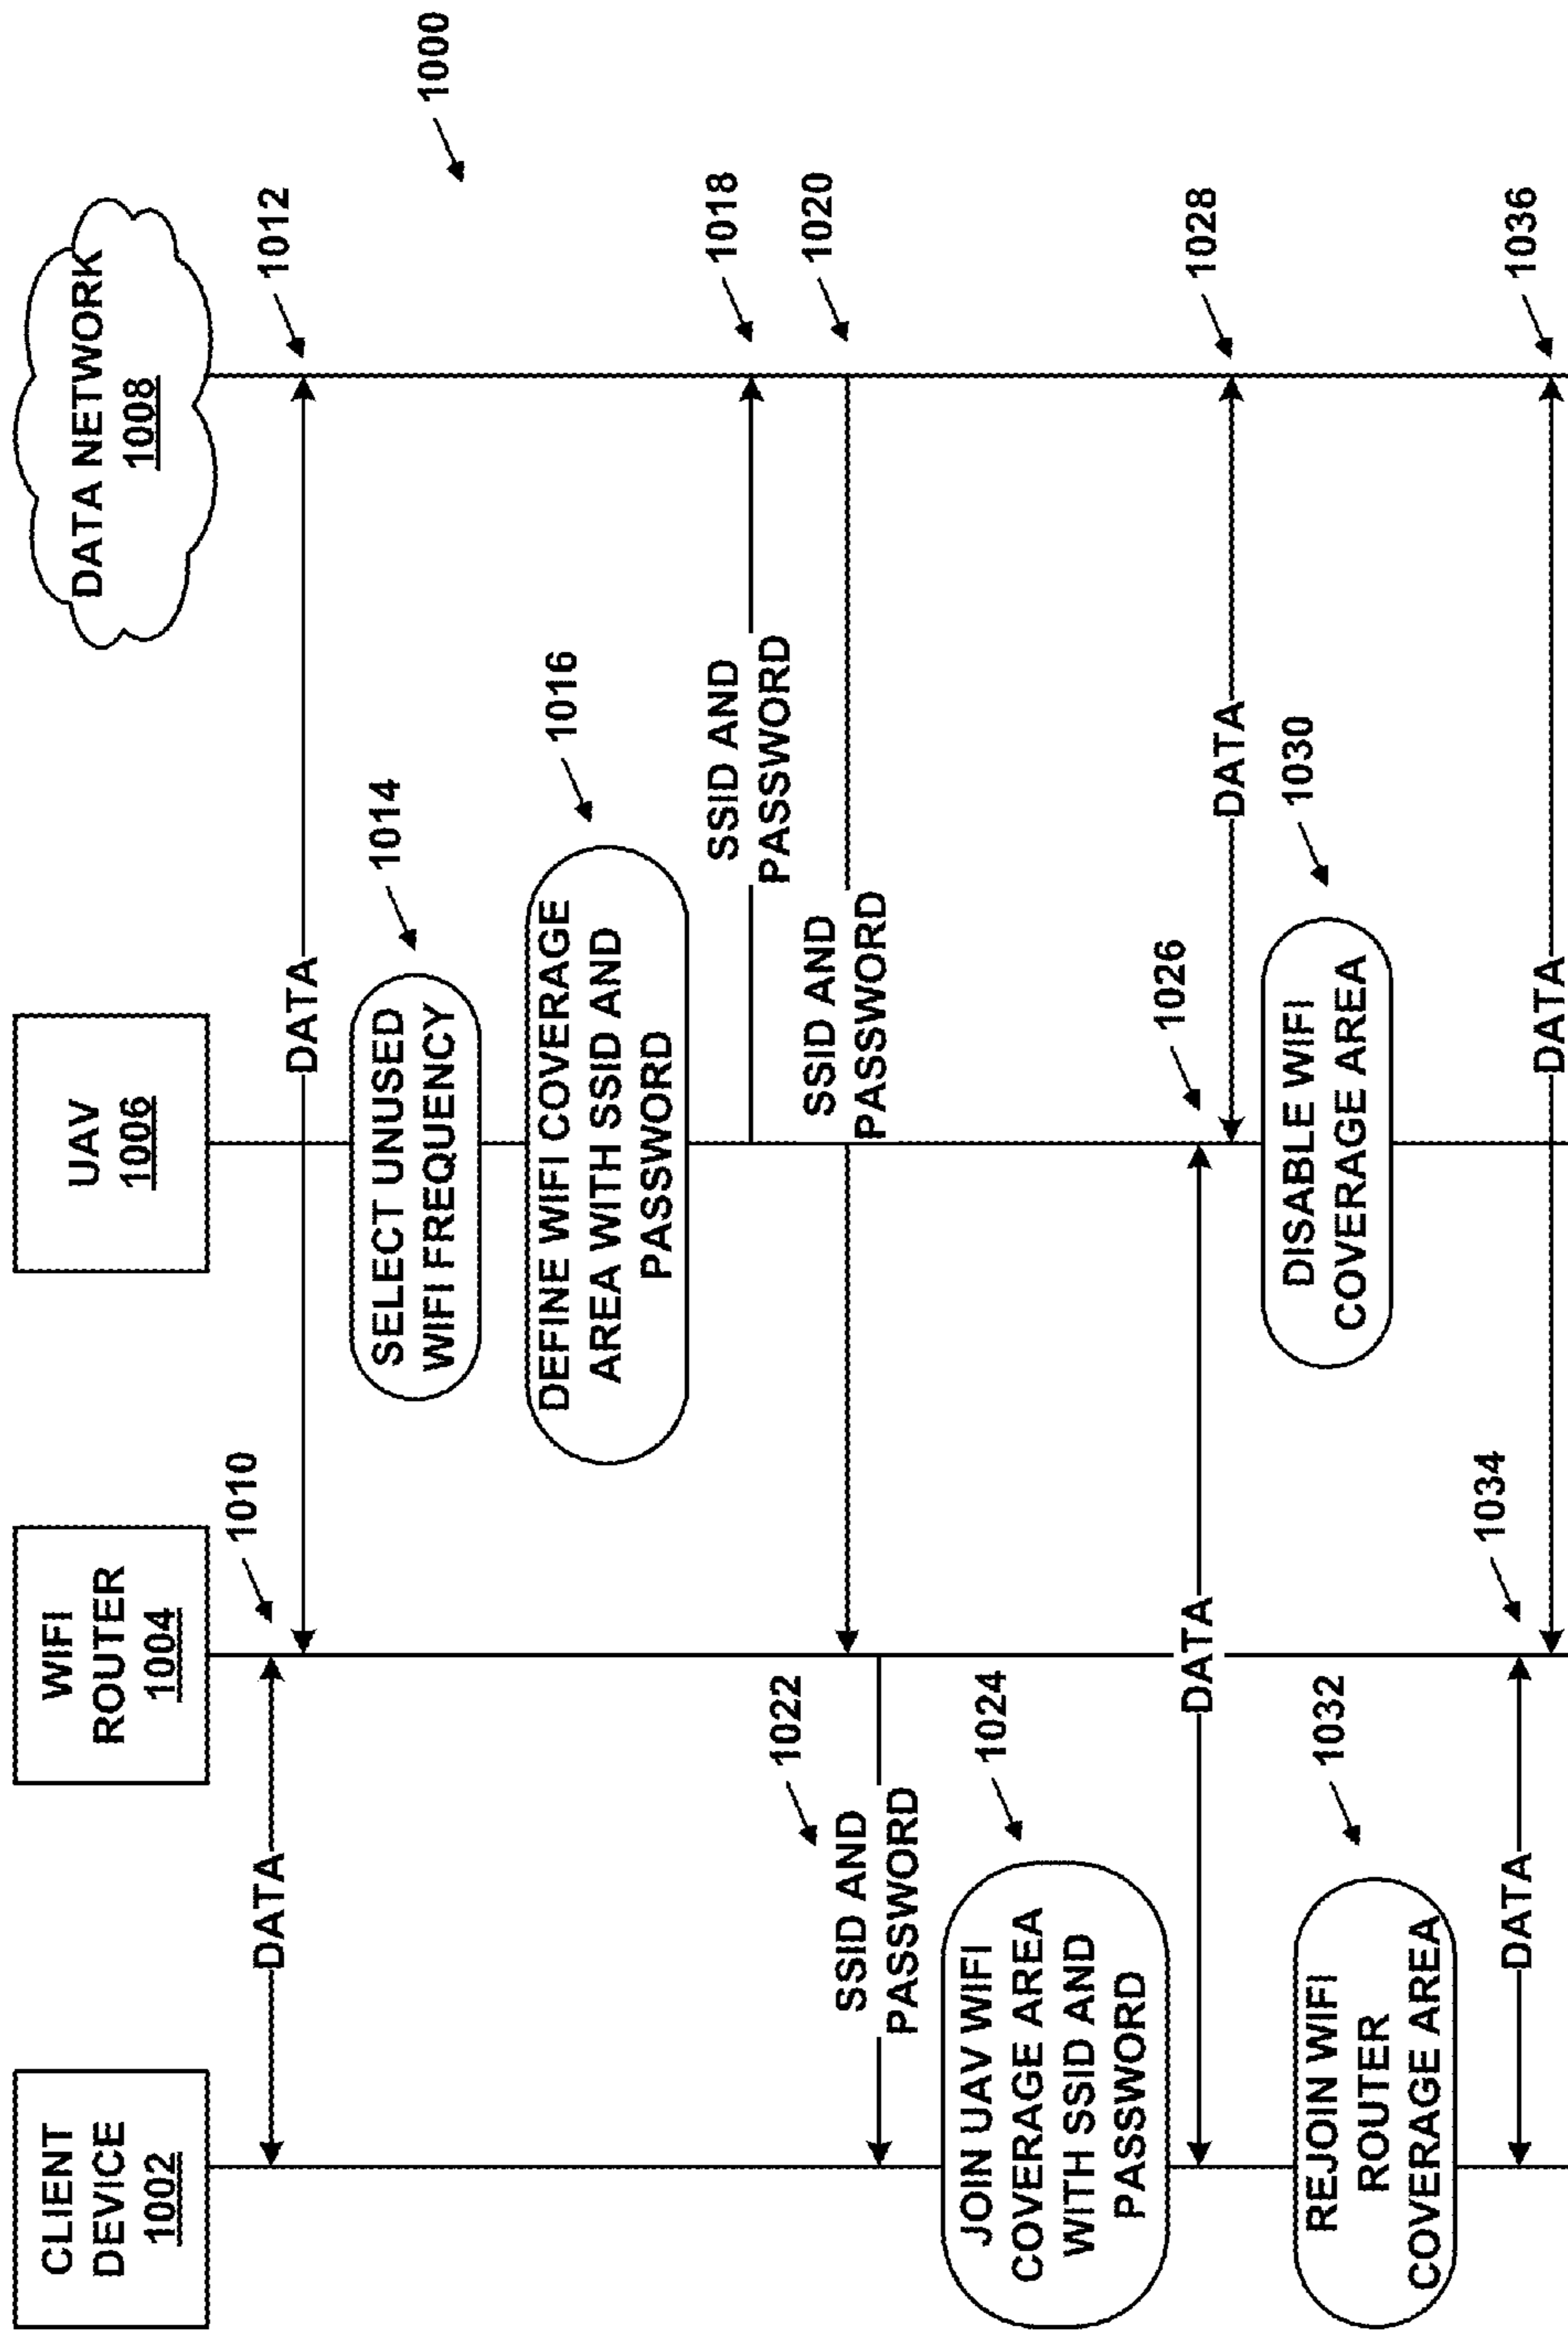 CLIENT
DEVICE
1002
WIFI
ROUTER
1004
UAV
1006
DATA NETWORK
1008
1000
1010
DATA
1012
DATA
1014
SELECT UNUSED
WIFI FREQUENCY
1016
DEFINE WIFI COVERAGE
AREA WITH SSID AND
PASSWORD
1018
SSID AND
PASSWORD
1020
SSID AND
PASSWORD
1022
SSID AND
PASSWORD
1024
JOIN UAV WIFI
COVERAGE AREA
WITH SSID AND
PASSWORD
1026
DATA
1028
DATA
1030
DISABLE WIFI
COVERAGE AREA
1032
REJOIN WIFI
ROUTER
COVERAGE AREA
1034
DATA
1036
DATA